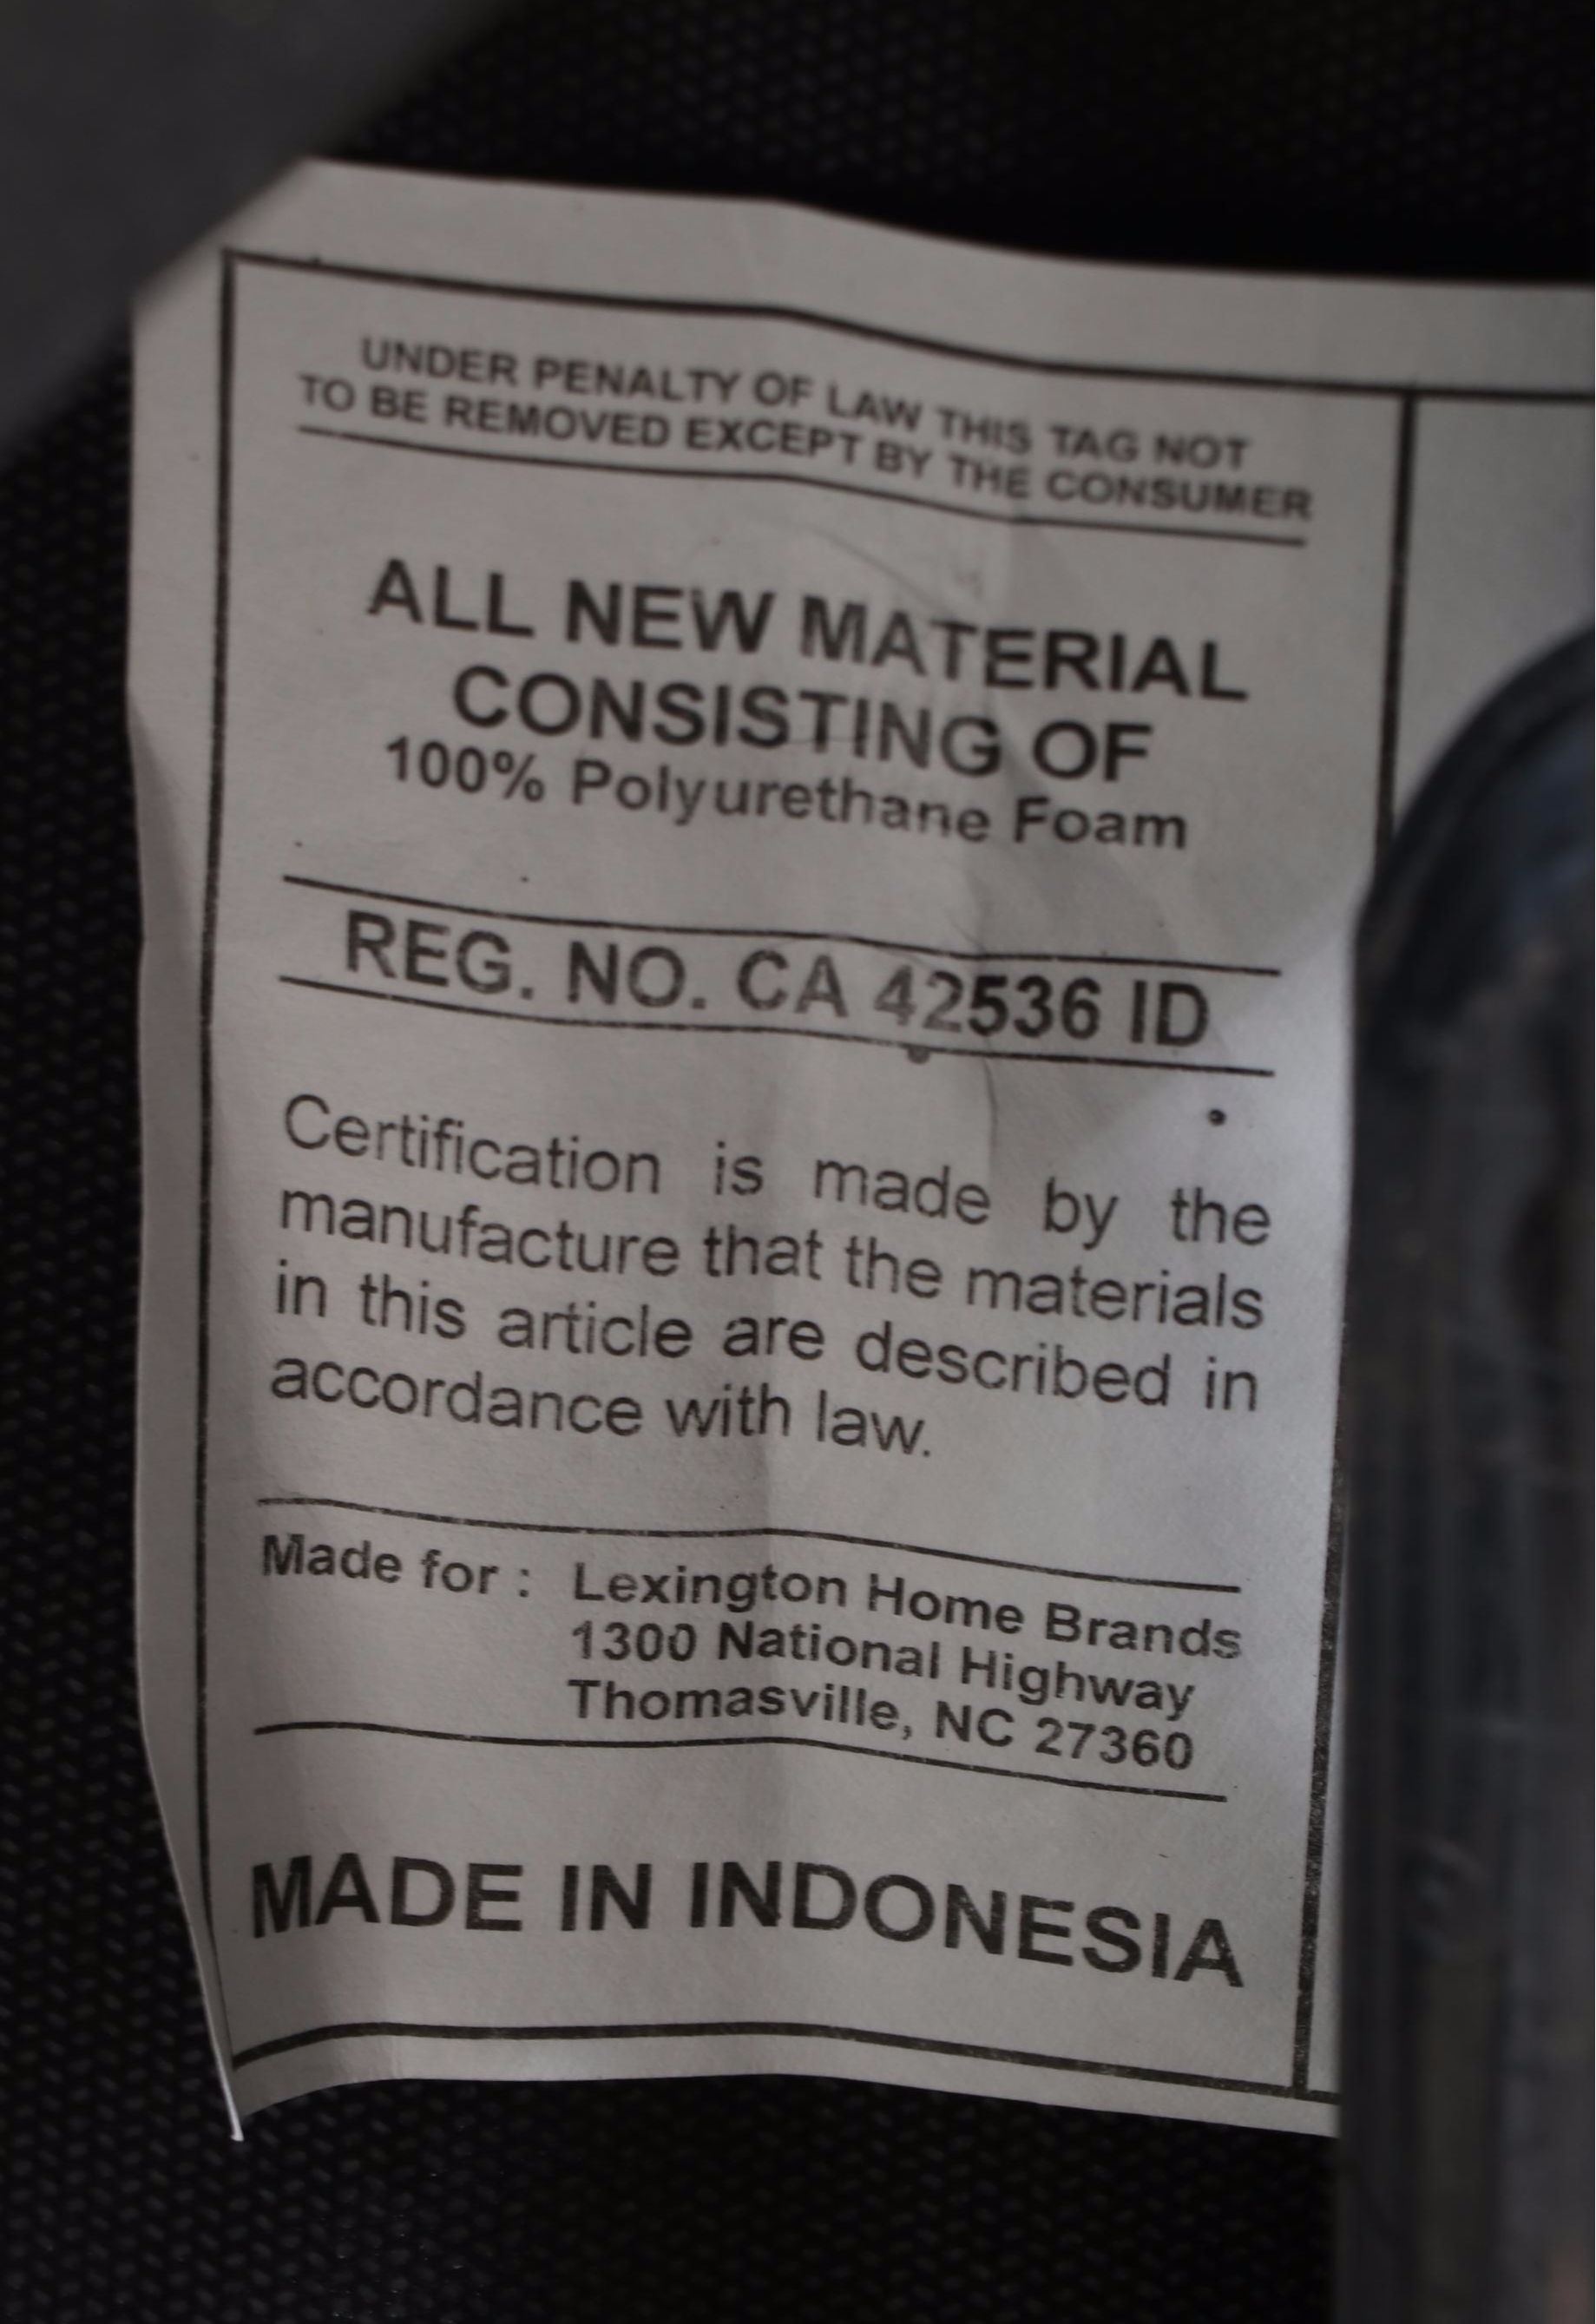 UNDER PENALTY OF LAW THIS TAG NOT
TO BE REMOVED EXCEPT BY THE CONSUMER
ALL NEW MATERIAL
CONSISTING OF
100% Polyurethane Foam
REG. NO. CA 42536 ID
Certification is made by the
manufacture that the materials
in this article are described in
accordance with law.
Made for : Lexington Home Brands
1300 National Highway
Thomasville, NC 27360
MADE IN INDONESIA